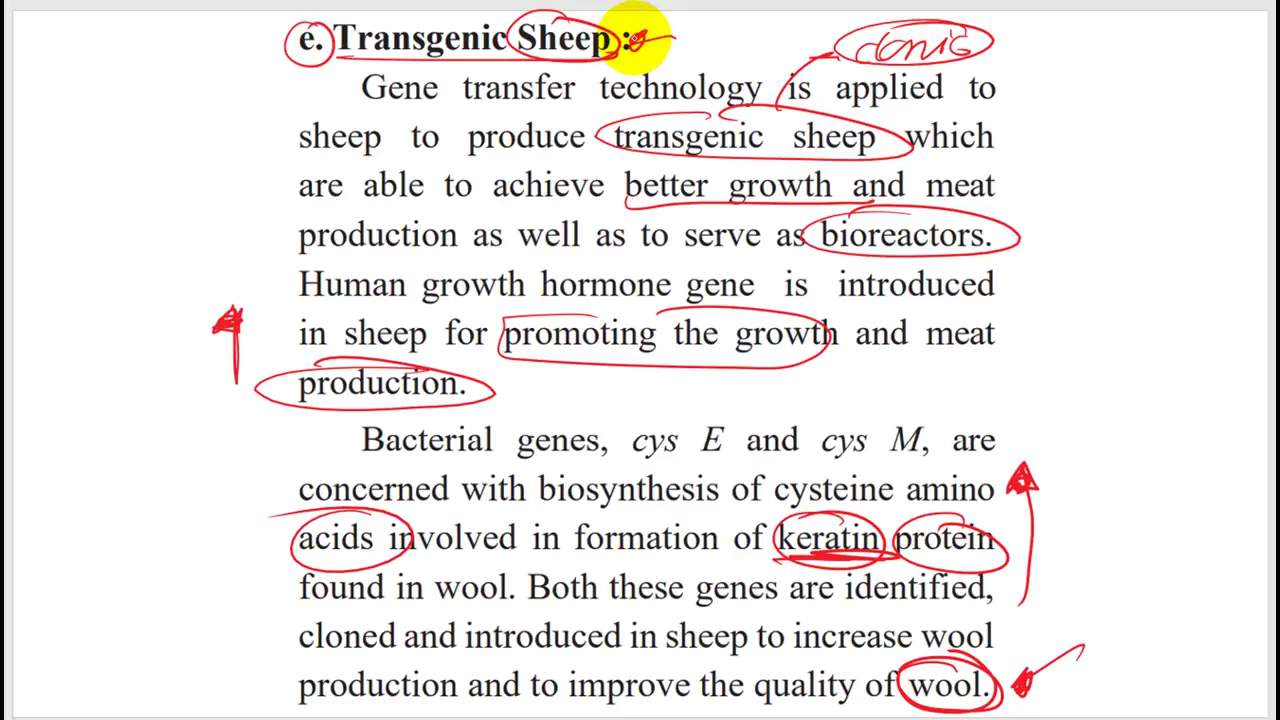 e. Transgenic Sheep :
Gene transfer technology is applied to
sheep to produce transgenic sheep which
are able to achieve better growth and meat
production as well as to serve as bioreactors.
Human growth hormone gene is introduced
in sheep for promoting the growth and meat
production.
Bacterial genes, cys E and cys M, are
concerned with biosynthesis of cysteine amino
acids involved in formation of keratin protein
found in wool. Both these genes are identified,
cloned and introduced in sheep to increase wool
production and to improve the quality of wool.